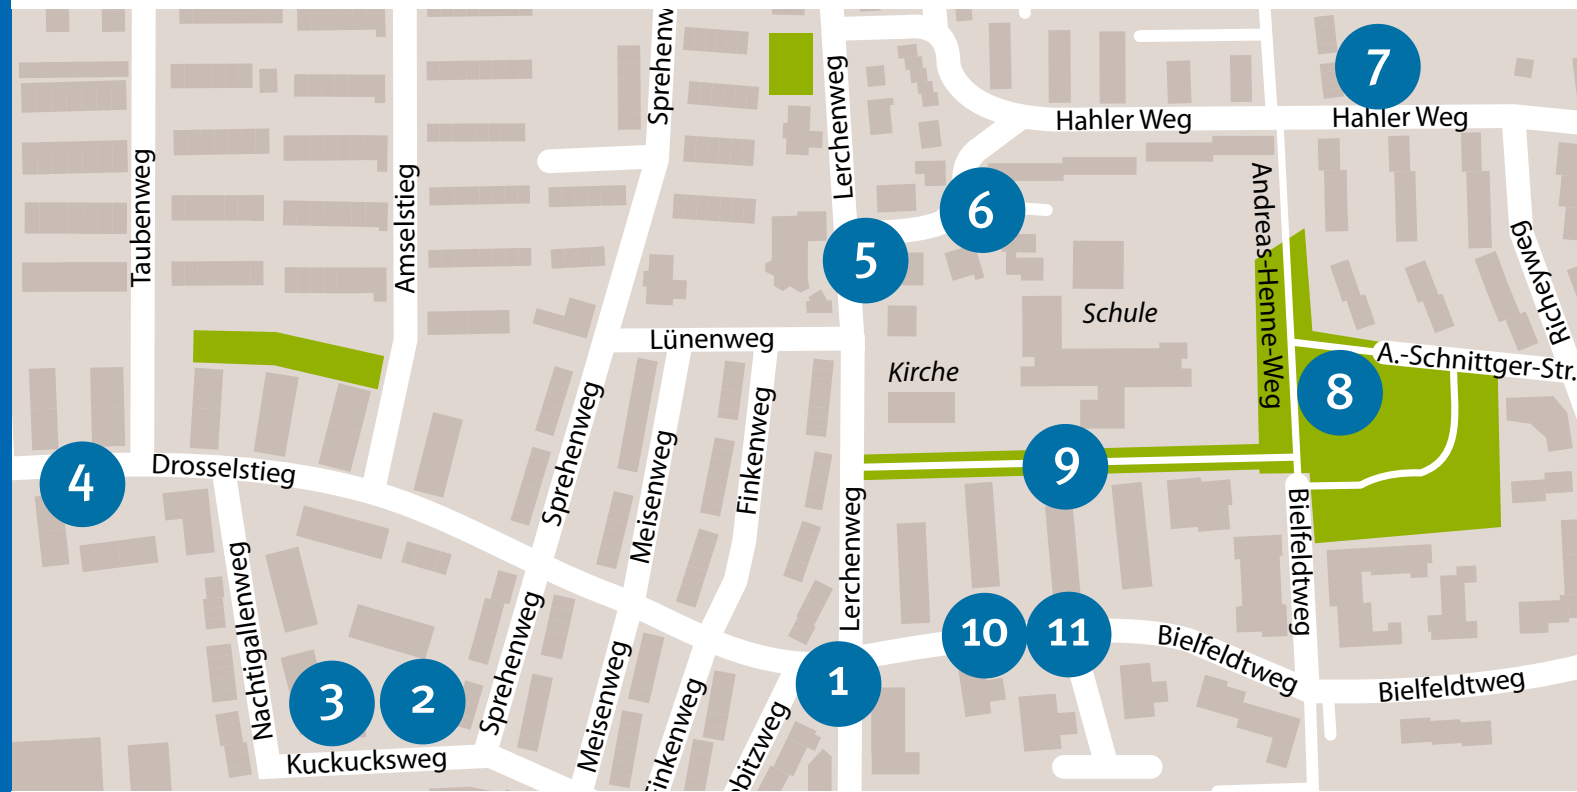 Sprehenw
7
Hahler Weg
Hahler Weg
Lerchenweg
Taubenweg
Amselstieg
Andreas-Henne-Weg
6
5
Richeyweg
Schule
Lünenweg
A.-Schnittger-Str.
Kirche
8
Sprehenweg
Meisenweg
Finkenweg
9
4
Drosselstieg
Lerchenweg
Bielfeldtweg
Nachtigallenweg
Sprehenweg
10
11
Bielfeldtweg
Bielfeldtweg
3
2
1
Meisenweg
Finkenweg
bitzweg
Kuckucksweg